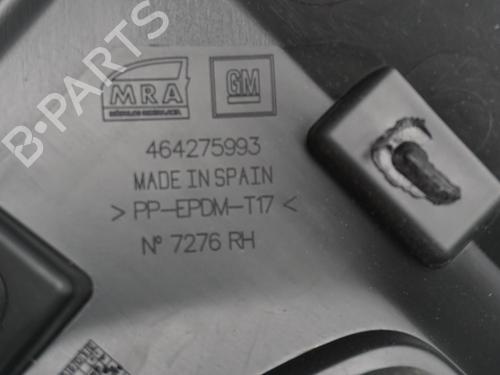 B-PARTS
MRA
GM
464275993
MADE IN SPAIN
> PP-EPDM-T17 <
Nº 7276 RH